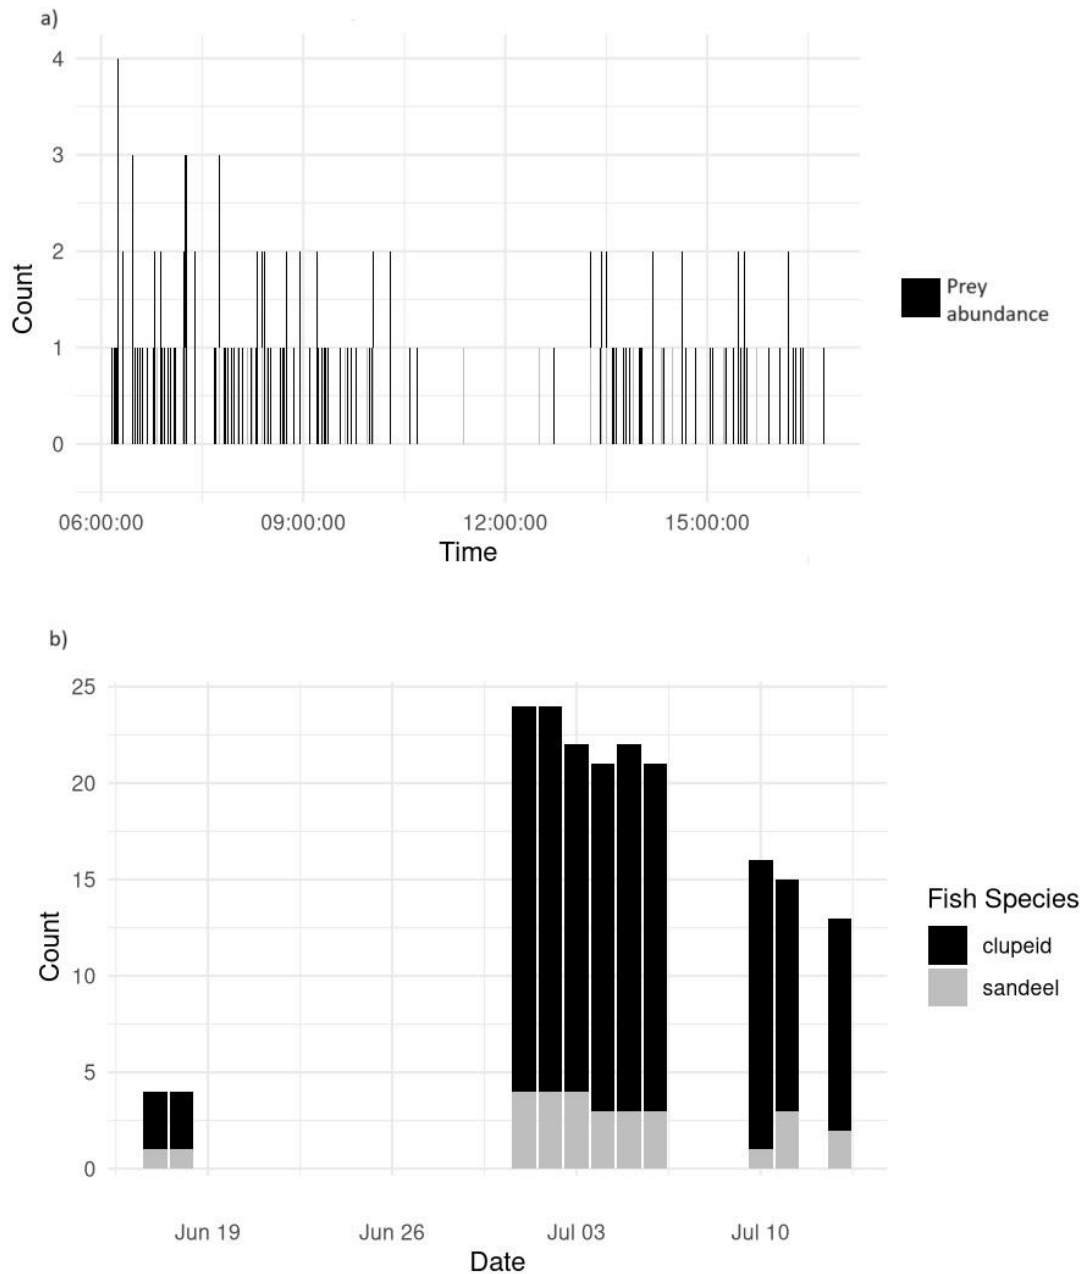 a)
4
3
2
1
0
Count
06:00:00 09:00:00 12:00:00 15:00:00
Time
Prey
abundance
b)
25
20
15
10
5
0
Count
Jun 19 Jun 26 Jul 03 Jul 10
Date
Fish Species
clupeid
sandeel